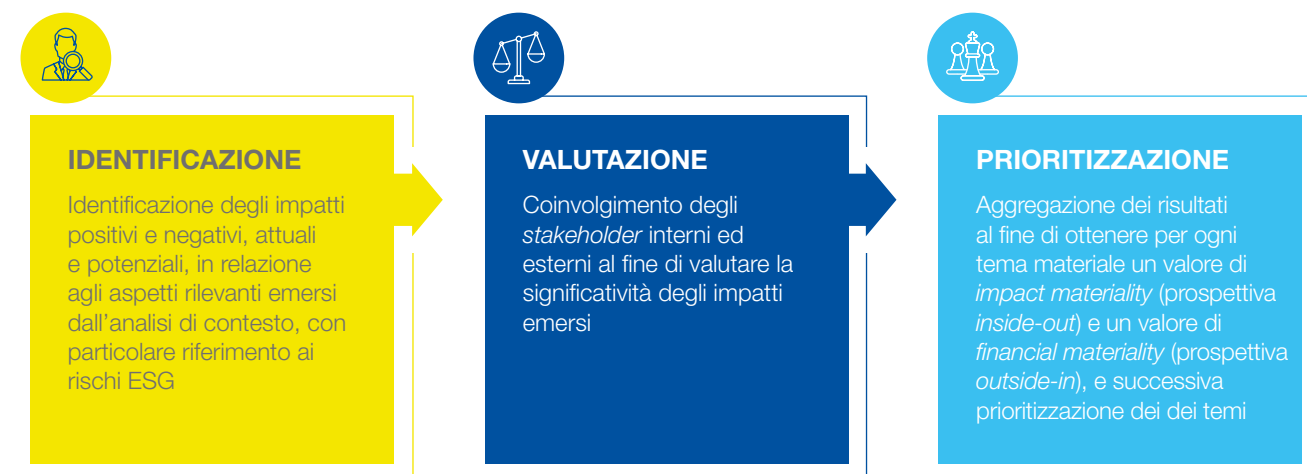 IDENTIFICAZIONE
Identificazione degli impatti
positivi e negativi, attuali
e potenziali, in relazione
agli aspetti rilevanti emersi
dall’analisi di contesto, con
particolare riferimento ai
rischi ESG
VALUTAZIONE
Coinvolgimento degli
stakeholder interni ed
esterni al fine di valutare la
significatività degli impatti
emersi
PRIORITIZZAZIONE
Aggregazione dei risultati
al fine di ottenere per ogni
tema materiale un valore di
impact materiality (prospettiva
inside-out) e un valore di
financial materiality (prospettiva
outside-in), e successiva
prioritizzazione dei dei temi